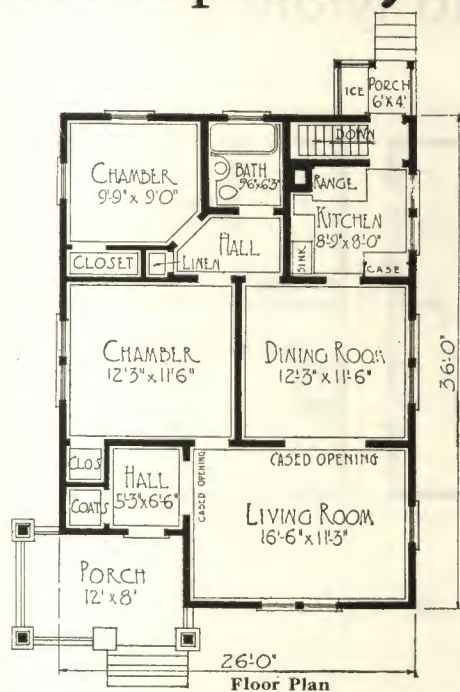 ICE
PORCH
6'X4'
DOWN
CHAMBER
9'-9" x 9'0"
BATH
5'6"x6'3"
RANGE
KITCHEN
8'-9"x8'-0"
HALL
SINK
CASE
CLOSET
LINEN
CHAMBER
12'3" x 11'6"
DINING ROOM
12'-3" x 11'-6"
36'-0"
CLOS
COATS
HALL
5'-3"x6'-6"
CASED OPENING
CASED OPENING
LIVING ROOM
16'-6"x11'-3"
PORCH
12' x 8'
26'-0"
Floor Plan